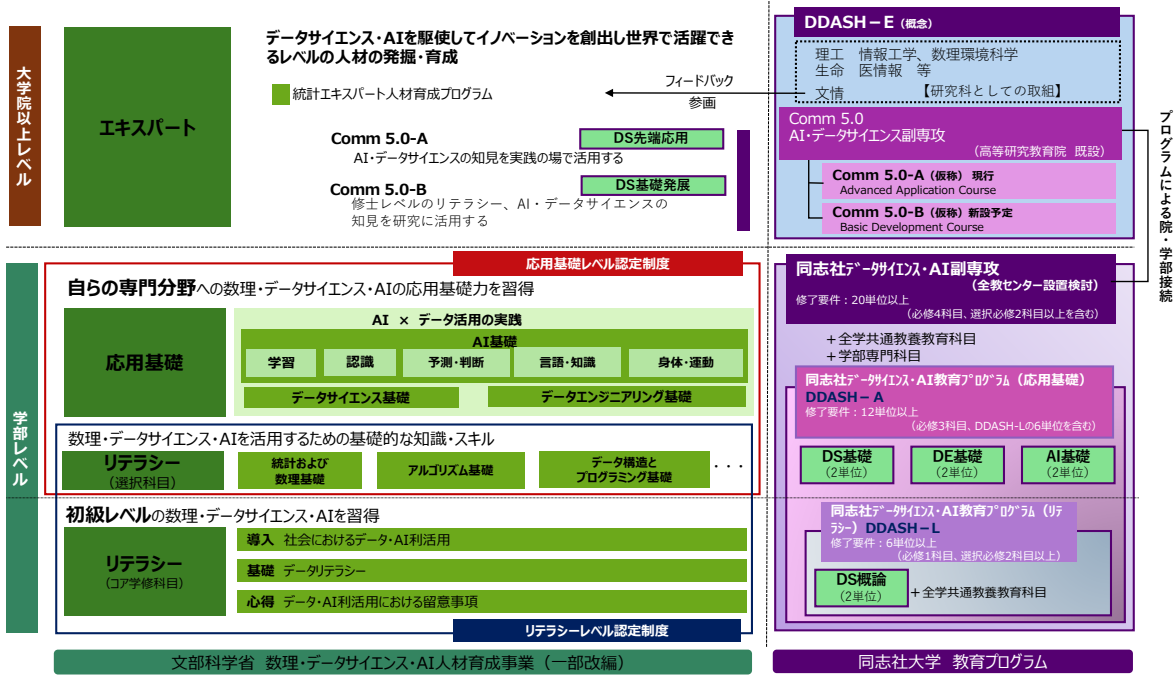 大学院以上レベル
エキスパート
データサイエンス・AIを駆使してイノベーションを創出し世界で活躍でき
るレベルの人材の発掘・育成
統計エキスパート人材育成プログラム
フィードバック
参画
Comm 5.0-A
DS先端応用
AI・データサイエンスの知見を実践の場で活用する
Comm 5.0-B
DS基礎発展
修士レベルのリテラシー、AI・データサイエンスの
知見を研究に活用する
DDASH－E（概念）
理工　情報工学、数理環境科学
生命　医情報　等
文情　【研究科としての取組】
Comm 5.0
AI・データサイエンス副専攻
（高等研究教育院 既設）
Comm 5.0-A（仮称）現行
Advanced Application Course
Comm 5.0-B（仮称）新設予定
Basic Development Course
プログラムによる院・学部接続
学部レベル
応用基礎レベル認定制度
自らの専門分野への数理・データサイエンス・AIの応用基礎力を習得
応用基礎
AI × データ活用の実践
AI基礎
学習
認識
予測・判断
言語・知識
身体・運動
データサイエンス基礎
データエンジニアリング基礎
数理・データサイエンス・AIを活用するための基礎的な知識・スキル
リテラシー
（選択科目）
統計および
数理基礎
アルゴリズム基礎
データ構造と
プログラミング基礎
・・・
初級レベルの数理・データサイエンス・AIを習得
リテラシー
（コア学修科目）
導入 社会におけるデータ・AI利活用
基礎 データリテラシー
心得 データ・AI利活用における留意事項
リテラシーレベル認定制度
同志社データサイエンス・AI副専攻
（全教センター設置検討）
修了要件：20単位以上
（必修4科目、選択必修2科目以上を含む）
＋全学共通教養教育科目
＋学部専門科目
同志社データサイエンス・AI教育プログラム（応用基礎）
DDASH－A
修了要件：12単位以上
（必修3科目、DDASH-Lの6単位を含む）
DS基礎
（2単位）
DE基礎
（2単位）
AI基礎
（2単位）
同志社データサイエンス・AI教育プログラム（リテ
ラシー）DDASH－L
修了要件：6単位以上
（必修1科目、選択必修2科目以上）
DS概論
（2単位）
＋全学共通教養教育科目
文部科学省 数理・データサイエンス・AI人材育成事業（一部改編）
同志社大学 教育プログラム